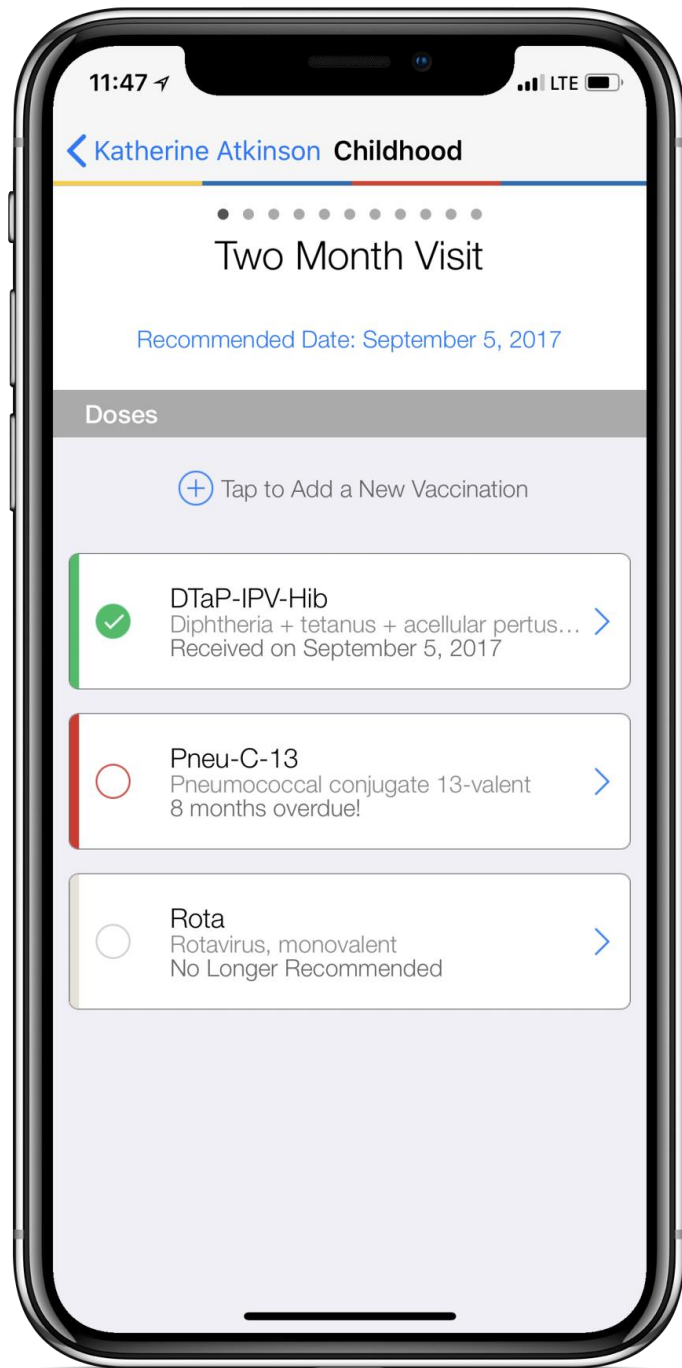 11:47 LTE
Katherine Atkinson Childhood
Two Month Visit
Recommended Date: September 5, 2017
Doses
Tap to Add a New Vaccination
DTaP-IPV-Hib
Diphtheria + tetanus + acellular pertus...
Received on September 5, 2017
Pneu-C-13
Pneumococcal conjugate 13-valent
8 months overdue!
Rota
Rotavirus, monovalent
No Longer Recommended